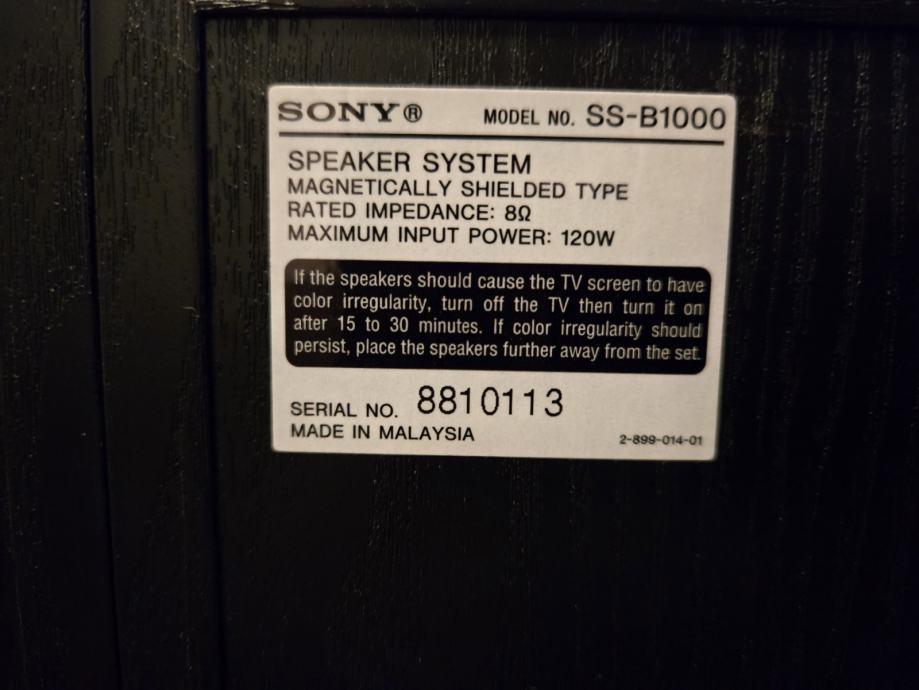 SONY® MODEL NO. SS-B1000
SPEAKER SYSTEM
MAGNETICALLY SHIELDED TYPE
RATED IMPEDANCE: 8Ω
MAXIMUM INPUT POWER: 120W
If the speakers should cause the TV screen to have
color irregularity, turn off the TV then turn it on
after 15 to 30 minutes. If color irregularity should
persist, place the speakers further away from the set.
SERIAL NO. 8810113
MADE IN MALAYSIA 2-899-014-01